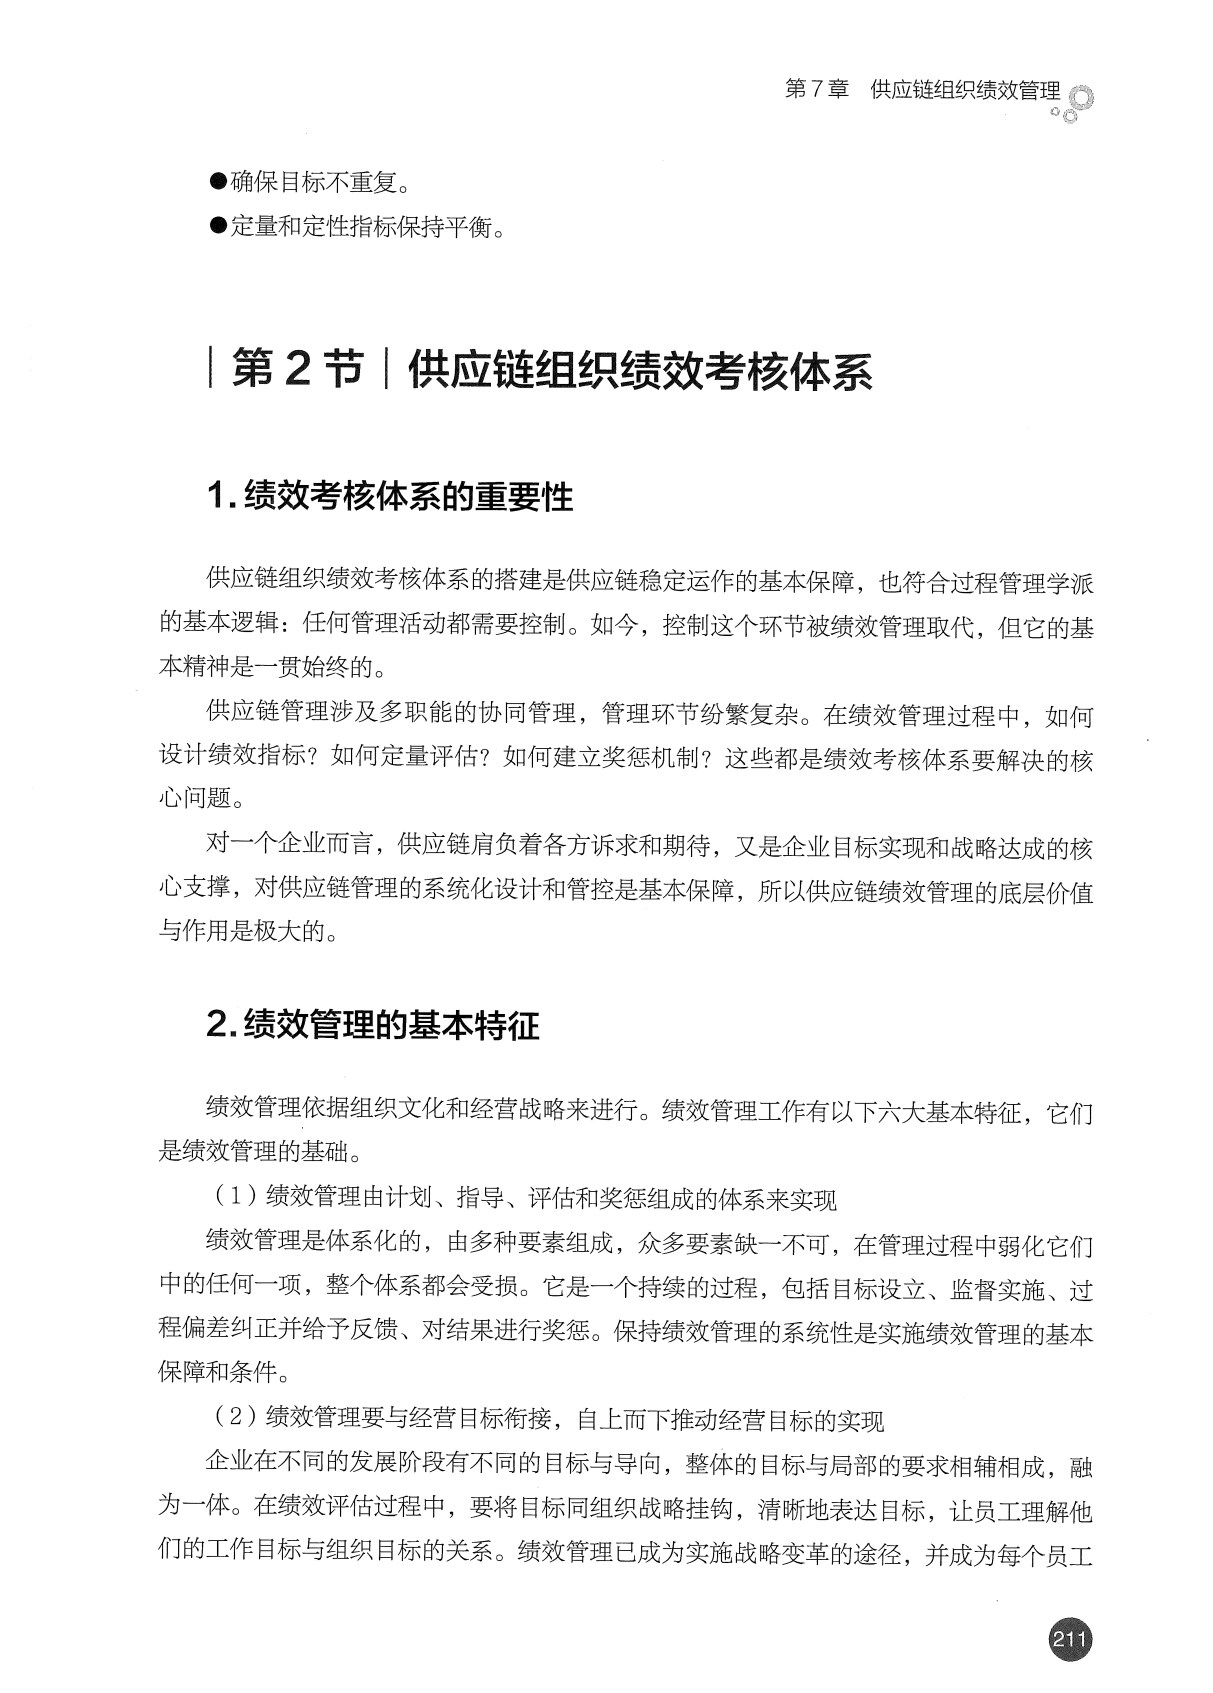 第7章 供应链组织绩效管理
●确保目标不重复。
●定量和定性指标保持平衡。
|第2节|供应链组织绩效考核体系
1.绩效考核体系的重要性
供应链组织绩效考核体系的搭建是供应链稳定运作的基本保障，也符合过程管理学派
的基本逻辑：任何管理活动都需要控制。如今，控制这个环节被绩效管理取代，但它的基
本精神是一贯始终的。
供应链管理涉及多职能的协同管理，管理环节纷繁复杂。在绩效管理过程中，如何
设计绩效指标？如何定量评估？如何建立奖惩机制？这些都是绩效考核体系要解决的核
心问题。
对一个企业而言，供应链肩负着各方诉求和期待，又是企业目标实现和战略达成的核
心支撑，对供应链管理的系统化设计和管控是基本保障，所以供应链绩效管理的底层价值
与作用是极大的。
2.绩效管理的基本特征
绩效管理依据组织文化和经营战略来进行。绩效管理工作有以下六大基本特征，它们
是绩效管理的基础。
（1）绩效管理由计划、指导、评估和奖惩组成的体系来实现
绩效管理是体系化的，由多种要素组成，众多要素缺一不可，在管理过程中弱化它们
中的任何一项，整个体系都会受损。它是一个持续的过程，包括目标设立、监督实施、过
程偏差纠正并给予反馈、对结果进行奖惩。保持绩效管理的系统性是实施绩效管理的基本
保障和条件。
（2）绩效管理要与经营目标衔接，自上而下推动经营目标的实现
企业在不同的发展阶段有不同的目标与导向，整体的目标与局部的要求相辅相成，融
为一体。在绩效评估过程中，要将目标同组织战略挂钩，清晰地表达目标，让员工理解他
们的工作目标与组织目标的关系。绩效管理已成为实施战略变革的途径，并成为每个员工
211